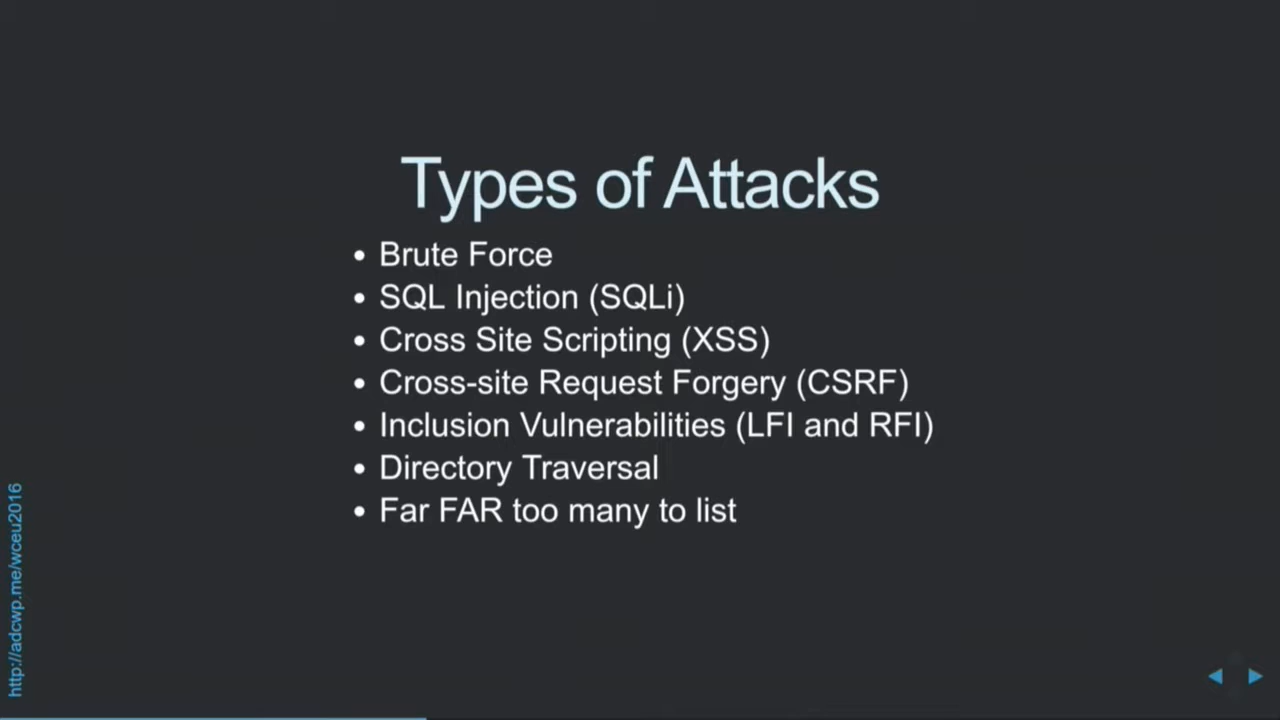 Types of Attacks
Brute Force
SQL Injection (SQLi)
Cross Site Scripting (XSS)
Cross-site Request Forgery (CSRF)
Inclusion Vulnerabilities (LFI and RFI)
Directory Traversal
Far FAR too many to list
http://adcwp.me/wceu2016